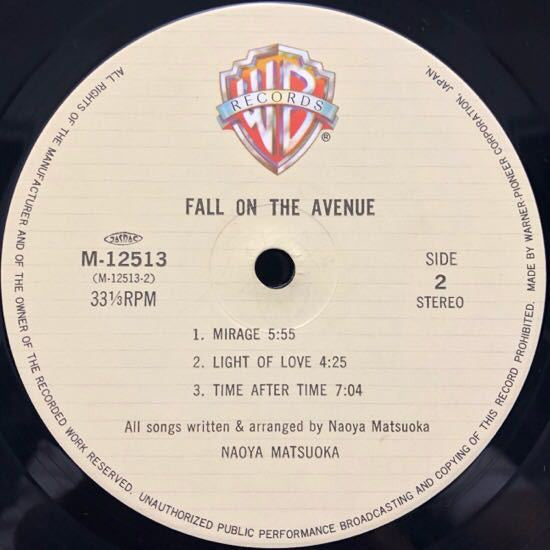 WB
RECORDS
®
FALL ON THE AVENUE
JASRAC
M-12513
(M-12513-2)
33⅓RPM
SIDE
2
STEREO
1. MIRAGE 5:55
2. LIGHT OF LOVE 4:25
3. TIME AFTER TIME 7:04
All songs written & arranged by Naoya Matsuoka
NAOYA MATSUOKA
ALL RIGHTS OF THE MANUFACTURER AND OF THE OWNER OF THE RECORDED WORK RESERVED. UNAUTHORIZED PUBLIC PERFORMANCE BROADCASTING AND COPYING OF THIS RECORD PROHIBITED. MADE BY WARNER-PIONEER CORPORATION, JAPAN.